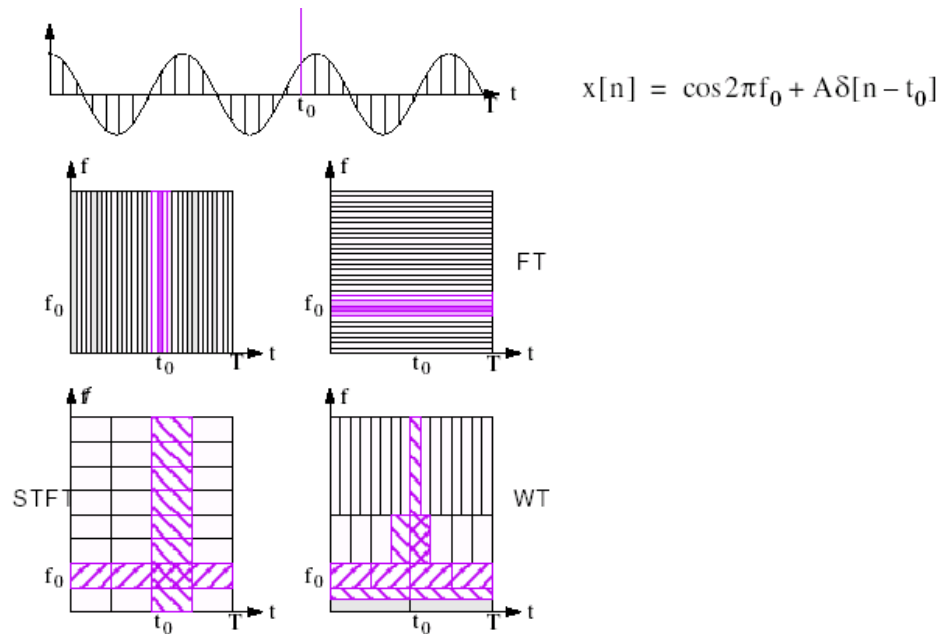 t₀ T t
x[n] = cos2πf₀ + Aδ[n – t₀]
f f
f₀ f₀ FT
t₀ T t t₀ T t
f f
STFT WT
f₀ f₀
t₀ T t t₀ T t